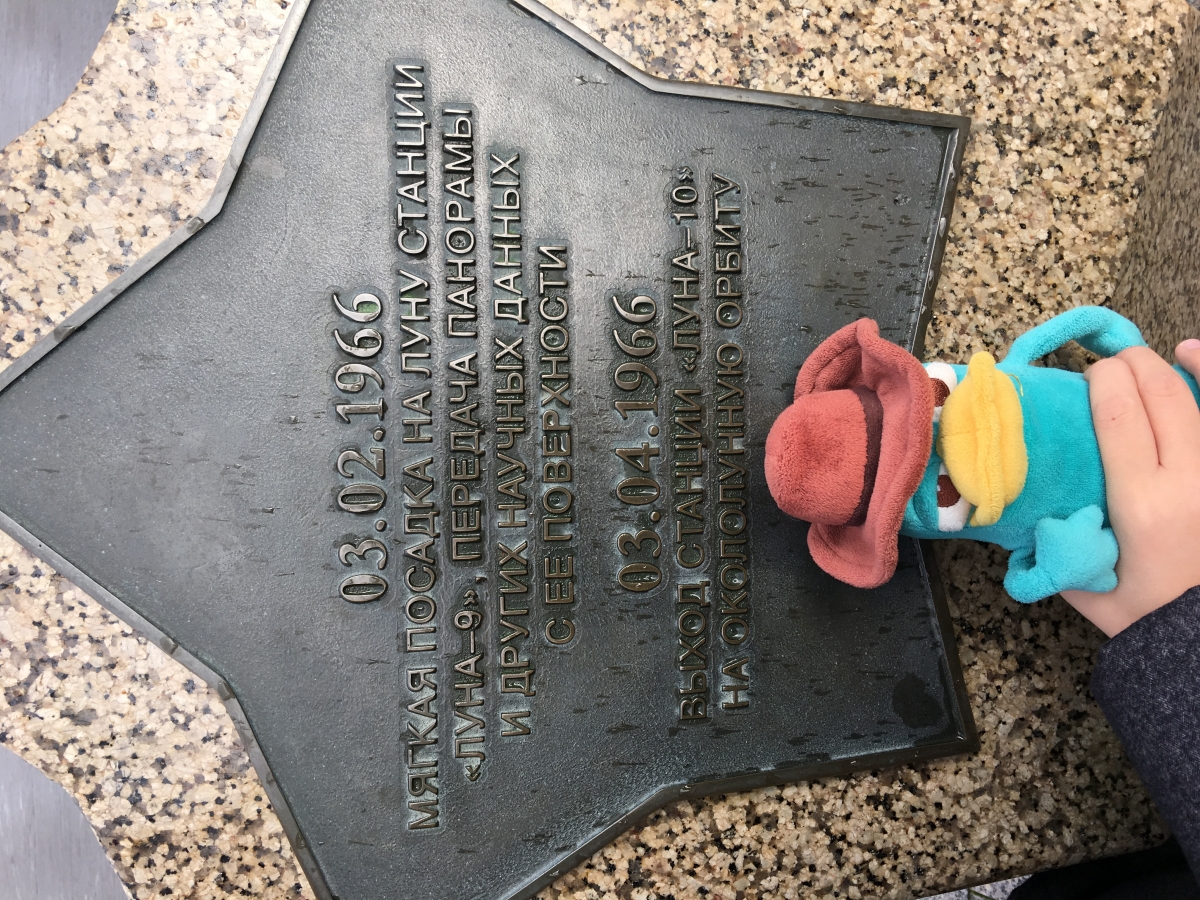 03.02.1966
МЯГКАЯ ПОСАДКА НА ЛУНУ СТАНЦИИ
«ЛУНА–9», ПЕРЕДАЧА ПАНОРАМЫ
И ДРУГИХ НАУЧНЫХ ДАННЫХ
С ЕЕ ПОВЕРХНОСТИ
03.04.1966
ВЫХОД СТАНЦИИ «ЛУНА–10»
НА ОКОЛОЛУННУЮ ОРБИТУ